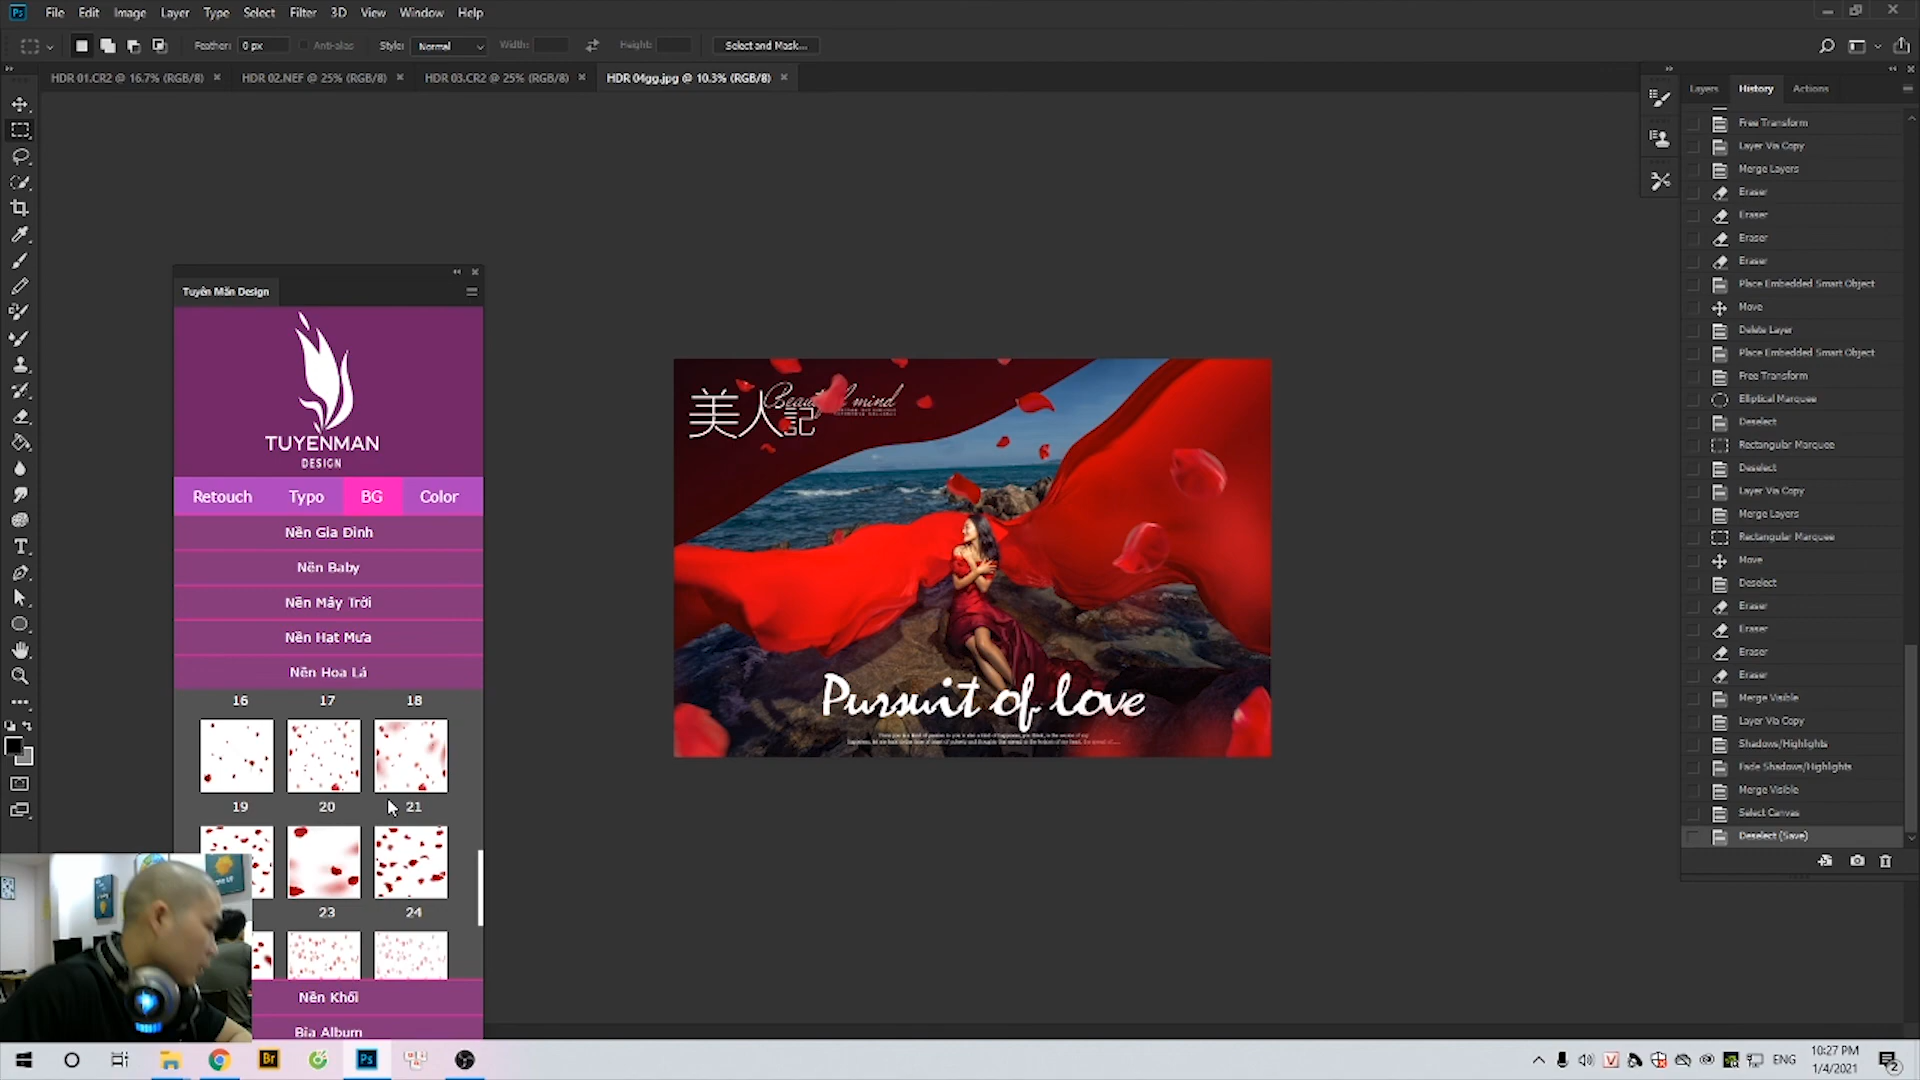 Ps File Edit Image Layer Type Select Filter 3D View Window Help
Feather: 0 px Anti-alias Style: Normal Width: Height: Select and Mask...
HDR 01.CR2 @ 16.7% (RGB/8) HDR 02.NEF @ 25% (RGB/8) HDR 03.CR2 @ 25% (RGB/8) HDR 04gg.jpg @ 10.3% (RGB/8)
Layers History Actions
Free Transform
Layer Via Copy
Merge Layers
Eraser
Eraser
Eraser
Eraser
Place Embedded Smart Object
Move
Delete Layer
Place Embedded Smart Object
Free Transform
Elliptical Marquee
Deselect
Rectangular Marquee
Deselect
Layer Via Copy
Merge Layers
Rectangular Marquee
Move
Deselect
Eraser
Eraser
Eraser
Eraser
Merge Visible
Layer Via Copy
Shadows/Highlights
Fade Shadows/Highlights
Merge Visible
Select Canvas
Deselect (Save)
Tuyên Mãn Design
TUYENMAN
DESIGN
Retouch Typo BG Color
Nền Gia Đình
Nền Baby
Nền Mây Trời
Nền Hạt Mưa
Nền Hoa Lá
16 17 18
19 20 21
23 24
Nền Khối
Bìa Album
美人記
Beautiful mind
Pursuit of love
Br Ps
ENG
10:27 PM
1/4/2021
2